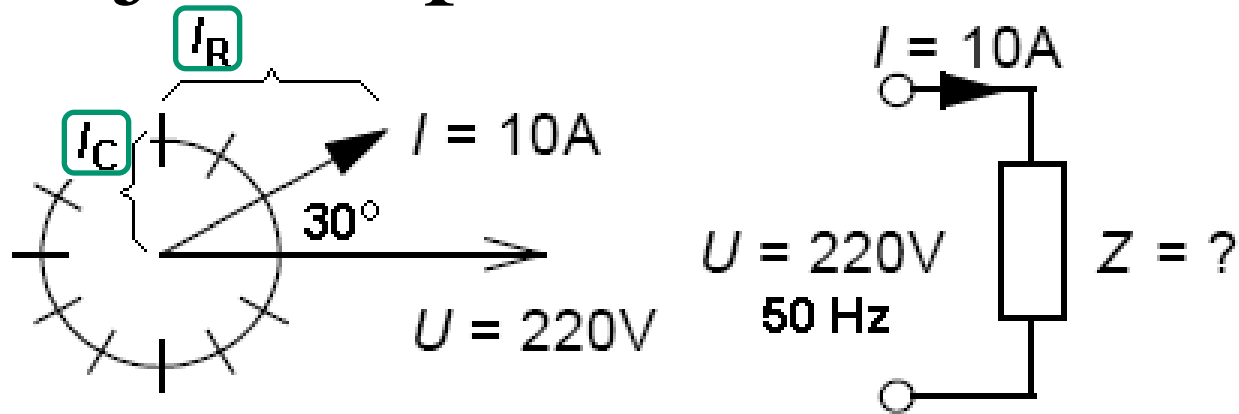 I_R
I = 10A
I_C
I = 10A
30°
U = 220V
50 Hz
Z = ?
U = 220V